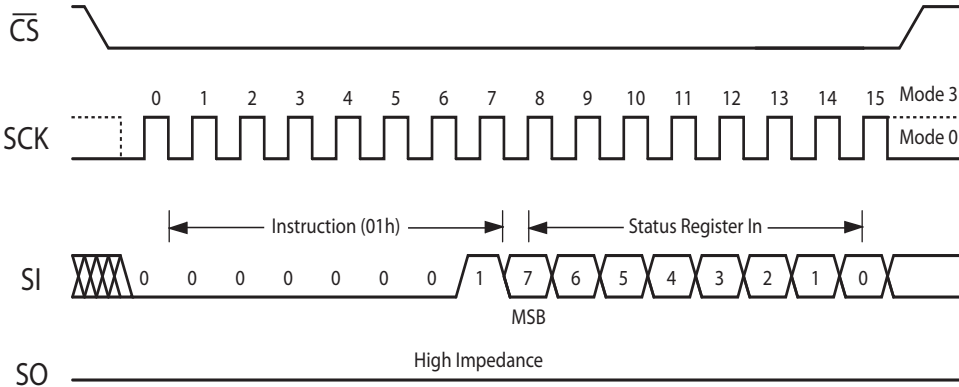 CS
0 1 2 3 4 5 6 7 8 9 10 11 12 13 14 15 Mode 3
SCK
Mode 0
Instruction (01h) Status Register In
SI 0 0 0 0 0 0 0 1 7 6 5 4 3 2 1 0
MSB
High Impedance
SO